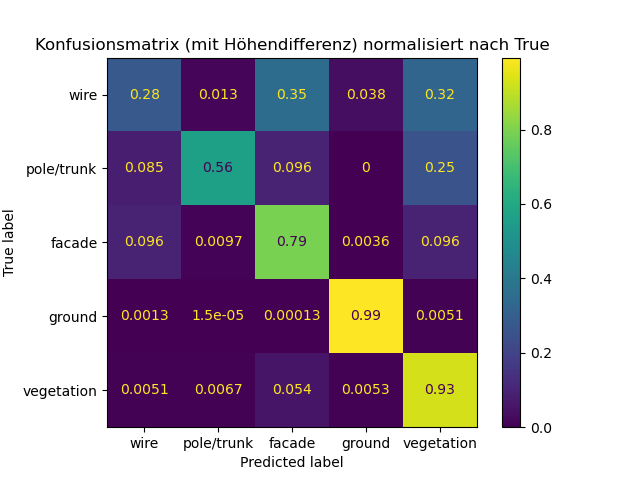 Konfusionsmatrix (mit Höhendifferenz) normalisiert nach True
wire 0.28 0.013 0.35 0.038 0.32
pole/trunk 0.085 0.56 0.096 0 0.25
facade 0.096 0.0097 0.79 0.0036 0.096
ground 0.0013 1.5e-05 0.00013 0.99 0.0051
vegetation 0.0051 0.0067 0.054 0.0053 0.93
wire pole/trunk facade ground vegetation
Predicted label
True label
0.8
0.6
0.4
0.2
0.0